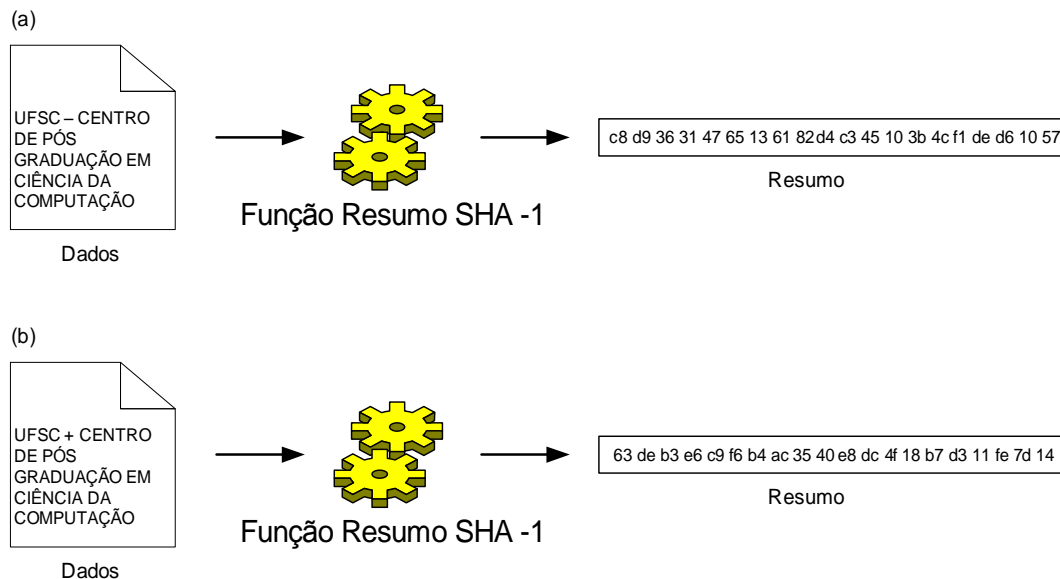 (a)
UFSC – CENTRO
DE PÓS
GRADUAÇÃO EM
CIÊNCIA DA
COMPUTAÇÃO
Dados
Função Resumo SHA -1
c8 d9 36 31 47 65 13 61 82 d4 c3 45 10 3b 4c f1 de d6 10 57
Resumo
(b)
UFSC + CENTRO
DE PÓS
GRADUAÇÃO EM
CIÊNCIA DA
COMPUTAÇÃO
Dados
Função Resumo SHA -1
63 de b3 e6 c9 f6 b4 ac 35 40 e8 dc 4f 18 b7 d3 11 fe 7d 14
Resumo